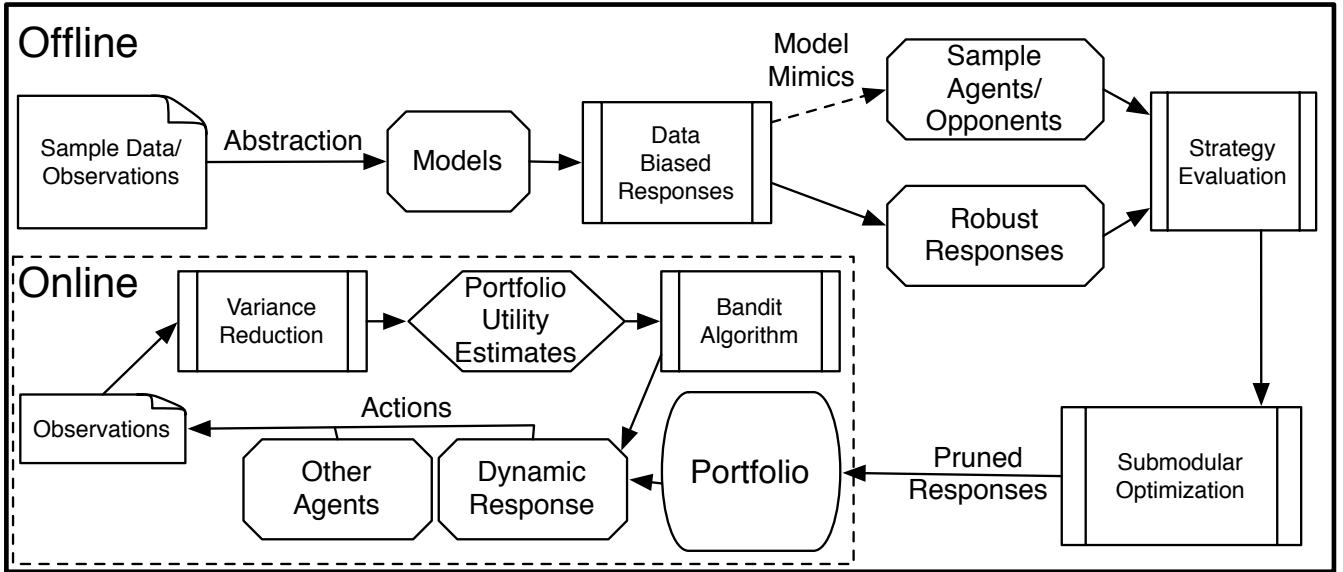 Offline
Sample Data/
Observations
Abstraction
Models
Data
Biased
Responses
Model
Mimics
Sample
Agents/
Opponents
Robust
Responses
Strategy
Evaluation
Online
Variance
Reduction
Portfolio
Utility
Estimates
Bandit
Algorithm
Observations
Actions
Other
Agents
Dynamic
Response
Portfolio
Pruned
Responses
Submodular
Optimization